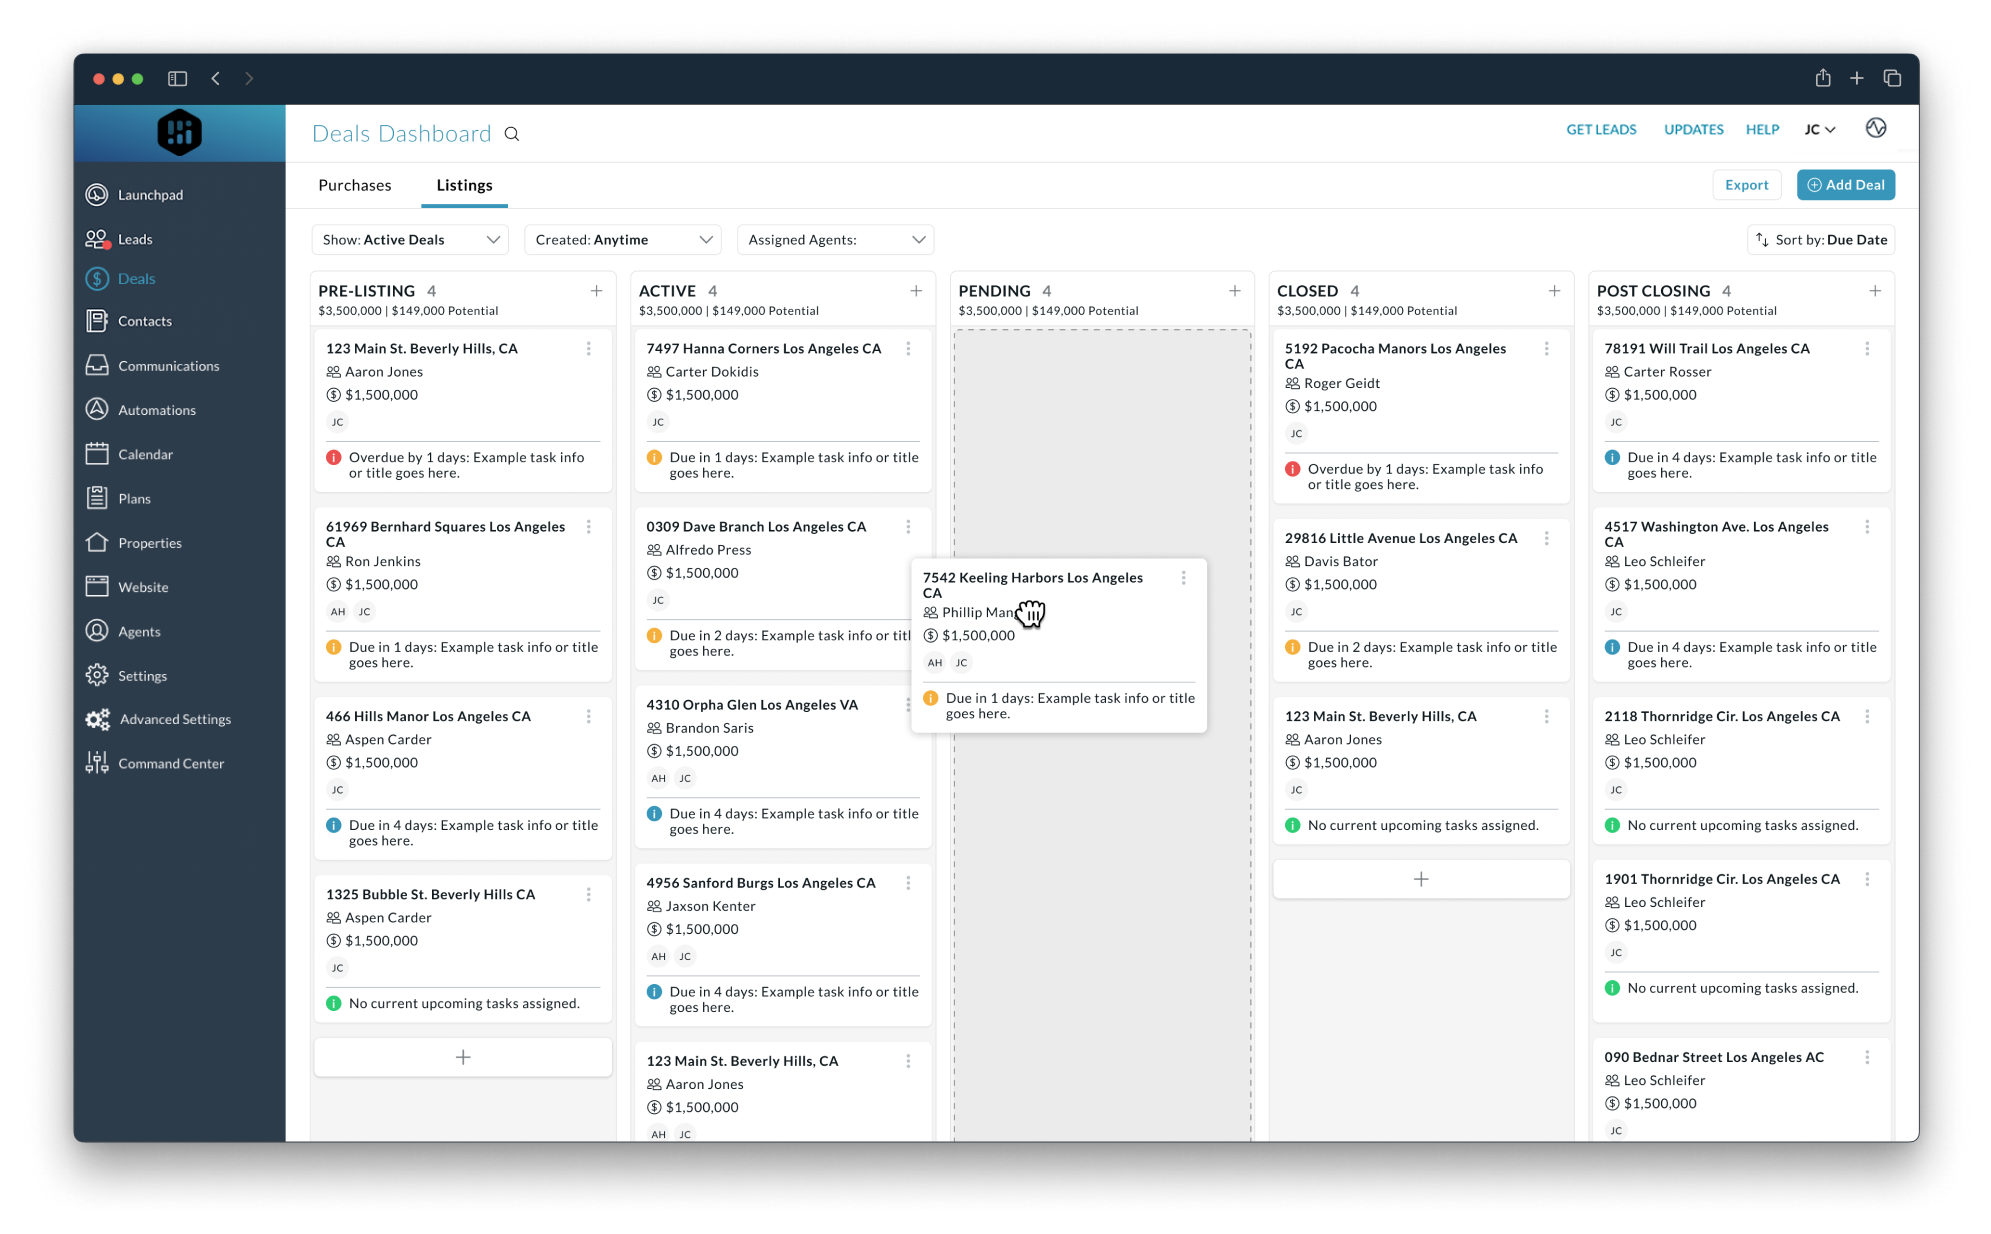 Deals Dashboard
GET LEADS
UPDATES
HELP
JC
Launchpad
Leads
Deals
Contacts
Communications
Automations
Calendar
Plans
Properties
Website
Agents
Settings
Advanced Settings
Command Center
Purchases
Listings
Export
Add Deal
Show: Active Deals
Created: Anytime
Assigned Agents:
Sort by: Due Date
PRE-LISTING 4
$3,500,000 | $149,000 Potential
123 Main St. Beverly Hills, CA
Aaron Jones
$1,500,000
JC
Overdue by 1 days: Example task info
or title goes here.
61969 Bernhard Squares Los Angeles
CA
Ron Jenkins
$1,500,000
AH JC
Due in 1 days: Example task info or title
goes here.
466 Hills Manor Los Angeles CA
Aspen Carder
$1,500,000
JC
Due in 4 days: Example task info or title
goes here.
1325 Bubble St. Beverly Hills CA
Aspen Carder
$1,500,000
JC
No current upcoming tasks assigned.
ACTIVE 4
$3,500,000 | $149,000 Potential
7497 Hanna Corners Los Angeles CA
Carter Dokidis
$1,500,000
JC
Due in 1 days: Example task info or title
goes here.
0309 Dave Branch Los Angeles CA
Alfredo Press
$1,500,000
JC
Due in 2 days: Example task info or titl
goes here.
4310 Orpha Glen Los Angeles VA
Brandon Saris
$1,500,000
AH JC
Due in 4 days: Example task info or title
goes here.
4956 Sanford Burgs Los Angeles CA
Jaxson Kenter
$1,500,000
AH JC
Due in 4 days: Example task info or title
goes here.
123 Main St. Beverly Hills, CA
Aaron Jones
$1,500,000
AH JC
PENDING 4
$3,500,000 | $149,000 Potential
7542 Keeling Harbors Los Angeles
CA
Phillip Man
$1,500,000
AH JC
Due in 1 days: Example task info or title
goes here.
CLOSED 4
$3,500,000 | $149,000 Potential
5192 Pacocha Manors Los Angeles
CA
Roger Geidt
$1,500,000
JC
Overdue by 1 days: Example task info
or title goes here.
29816 Little Avenue Los Angeles CA
Davis Bator
$1,500,000
JC
Due in 2 days: Example task info or title
goes here.
123 Main St. Beverly Hills, CA
Aaron Jones
$1,500,000
JC
No current upcoming tasks assigned.
POST CLOSING 4
$3,500,000 | $149,000 Potential
78191 Will Trail Los Angeles CA
Carter Rosser
$1,500,000
JC
Due in 4 days: Example task info or title
goes here.
4517 Washington Ave. Los Angeles
CA
Leo Schleifer
$1,500,000
JC
Due in 4 days: Example task info or title
goes here.
2118 Thornridge Cir. Los Angeles CA
Leo Schleifer
$1,500,000
JC
No current upcoming tasks assigned.
1901 Thornridge Cir. Los Angeles CA
Leo Schleifer
$1,500,000
JC
No current upcoming tasks assigned.
090 Bednar Street Los Angeles AC
Leo Schleifer
$1,500,000
JC